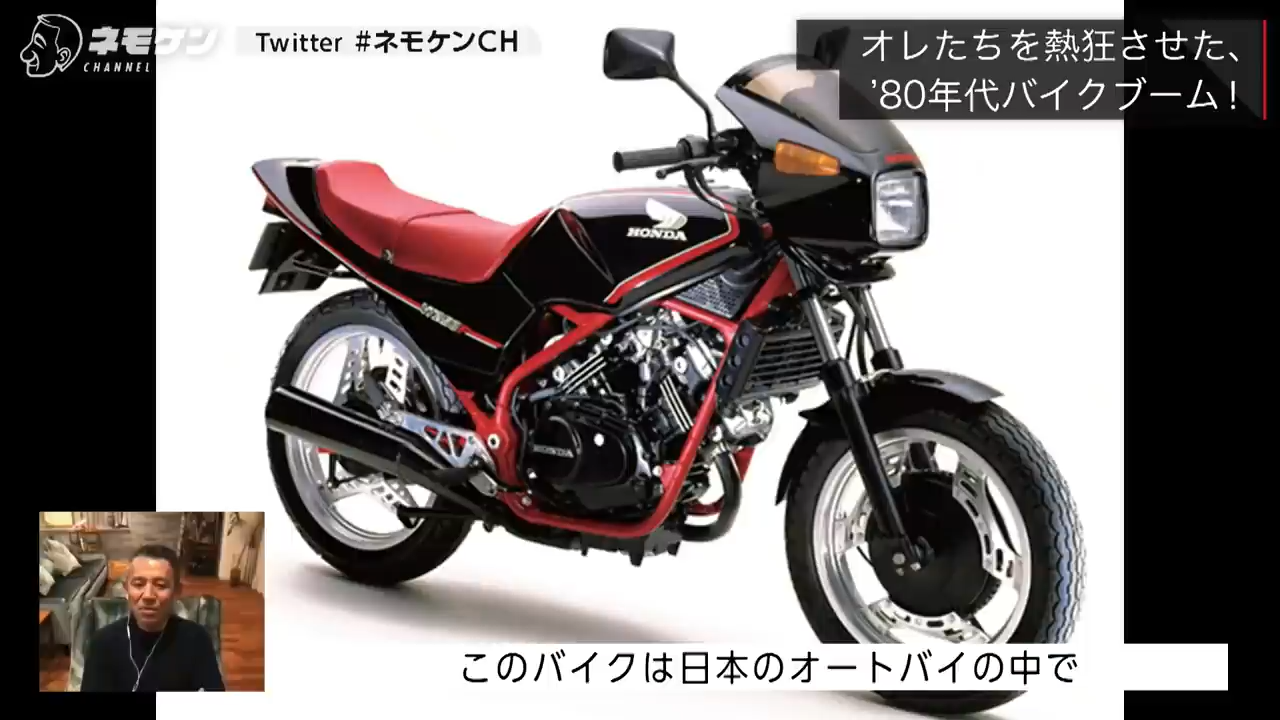 ネモケン
CHANNEL
Twitter #ネモケンCH
オレたちを熱狂させた、
’80年代バイクブーム！
HONDA
HONDA
このバイクは日本のオートバイの中で